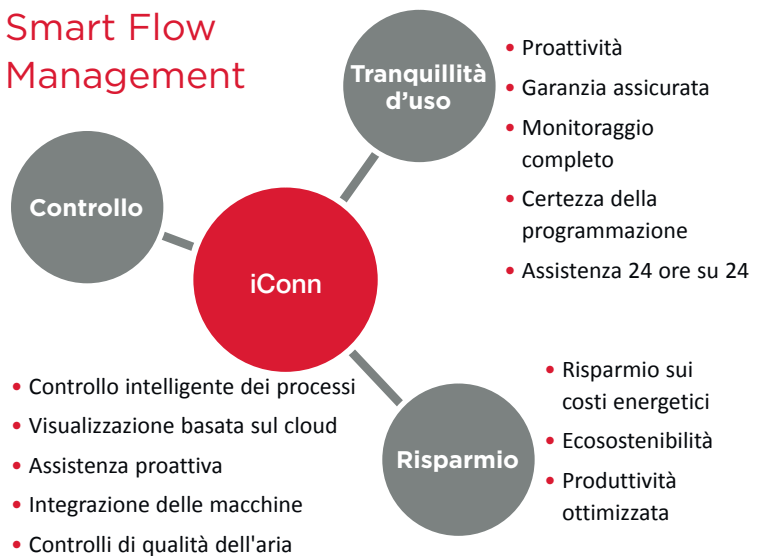 Smart Flow
Management
Tranquillità
d'uso
• Proattività
• Garanzia assicurata
• Monitoraggio
completo
• Certezza della
programmazione
• Assistenza 24 ore su 24
Controllo
iConn
• Controllo intelligente dei processi
• Visualizzazione basata sul cloud
• Assistenza proattiva
• Integrazione delle macchine
• Controlli di qualità dell'aria
Risparmio
• Risparmio sui
costi energetici
• Ecosostenibilità
• Produttività
ottimizzata